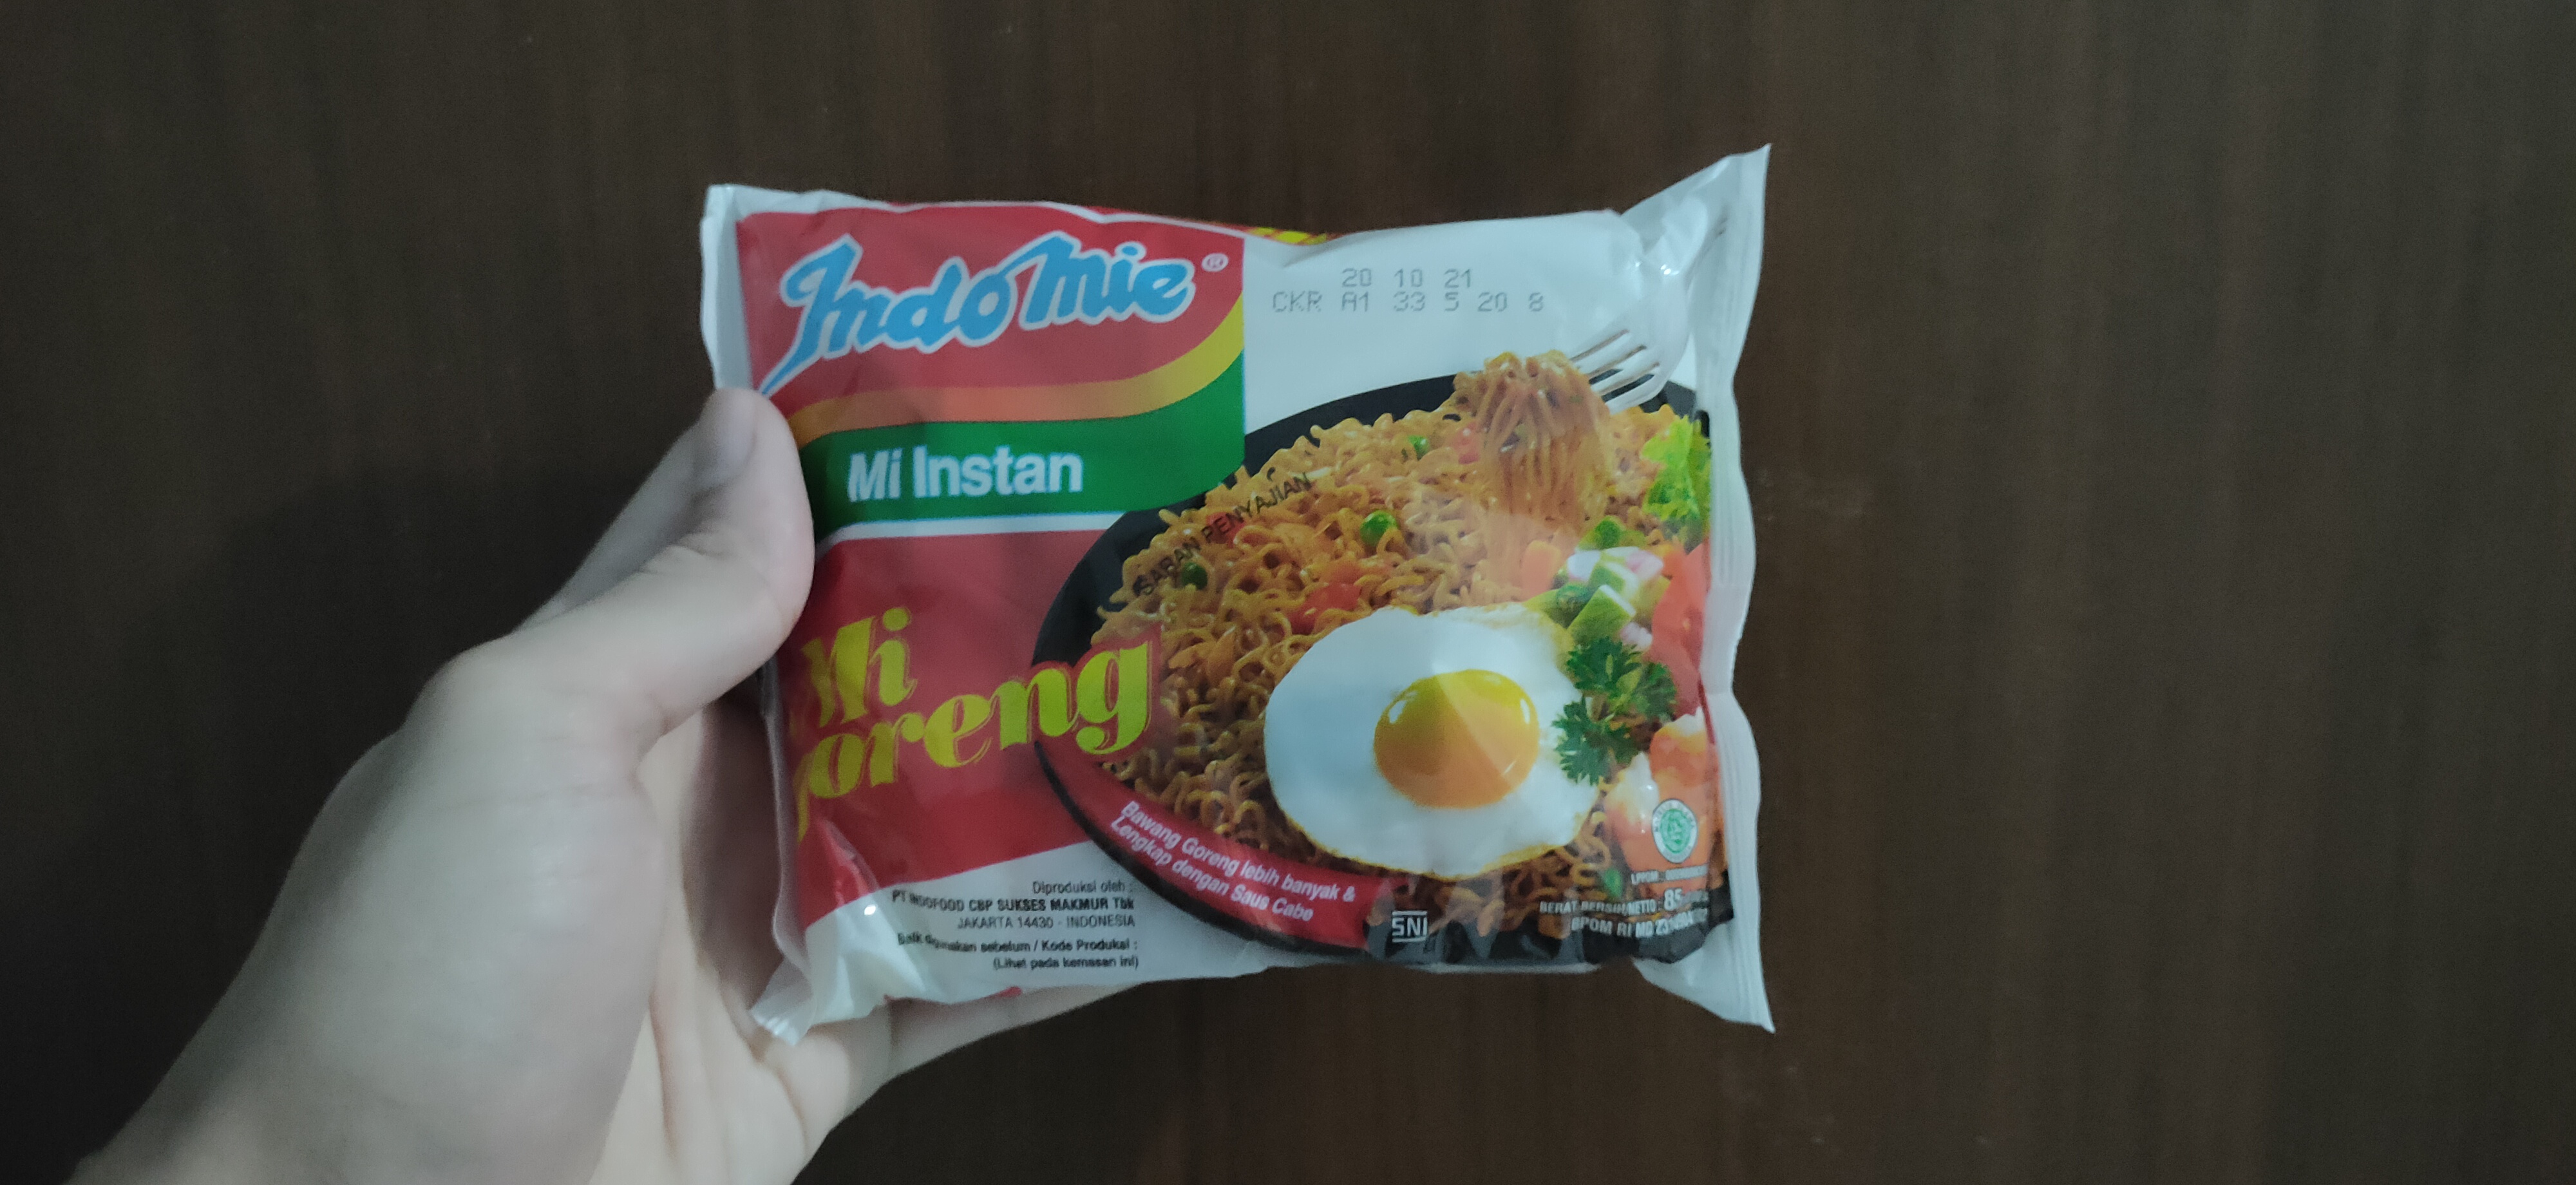 Indomie®
20 10 21
CKR A1 33 5 20 8
Mi Instan
SARAN PENYAJIAN
Mi
goreng
Bawang Goreng lebih banyak &
Lengkap dengan Saus Cabe
Diproduksi oleh :
PT INDOFOOD CBP SUKSES MAKMUR Tbk
JAKARTA 14430 - INDONESIA
Baik digunakan sebelum / Kode Produksi :
(Lihat pada kemasan ini)
SNI
LPPOM
BERAT BERSIH/NETTO : 85
BPOM RI MD